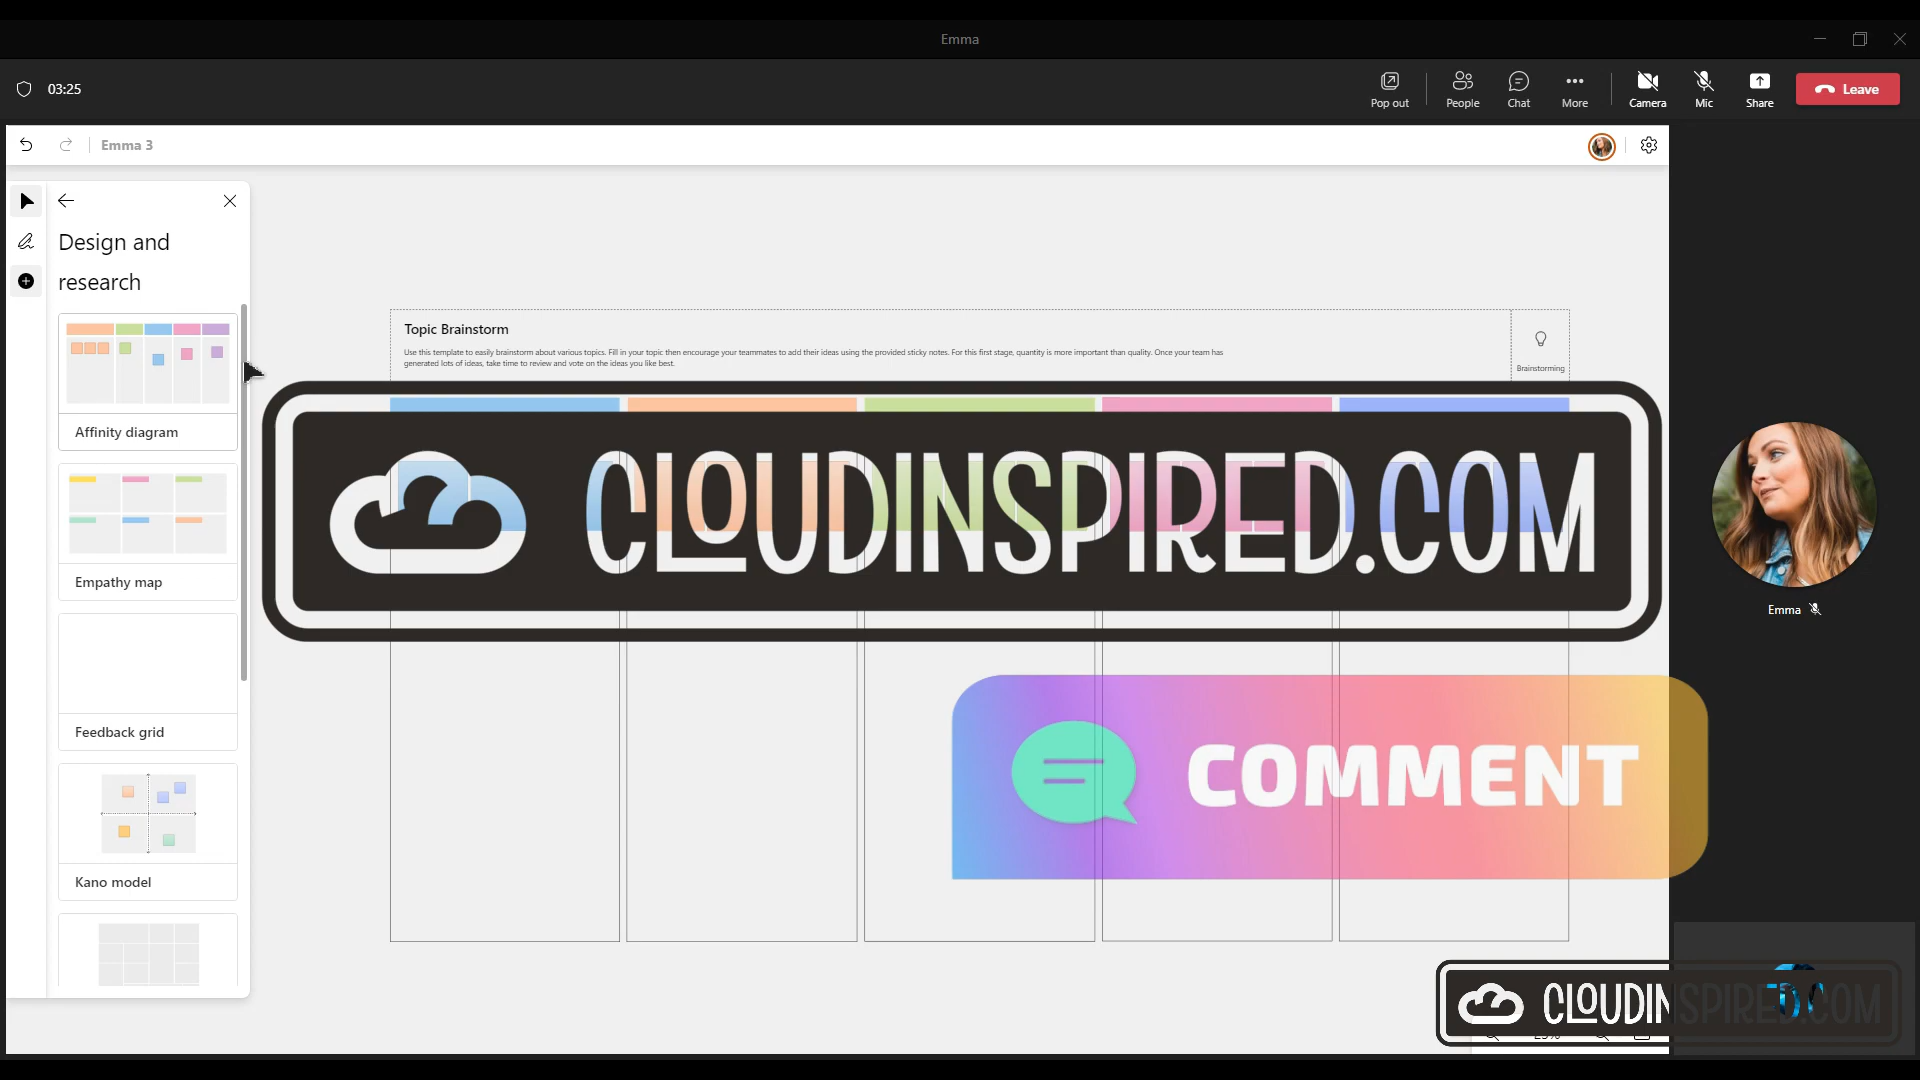 Emma
03:25
Pop out
People
Chat
More
Camera
Mic
Share
Leave
Emma 3
Design and
research
Affinity diagram
Empathy map
Feedback grid
Kano model
Topic Brainstorm
Use this template to easily brainstorm about various topics. Fill in your topic then encourage your teammates to add their ideas using the provided sticky notes. For this first stage, quantity is more important than quality. Once your team has
generated lots of ideas, take time to review and vote on the ideas you like best.
Brainstorming
CLOUDINSPIRED.COM
Emma
COMMENT
CLOUDINSPIRED.COM